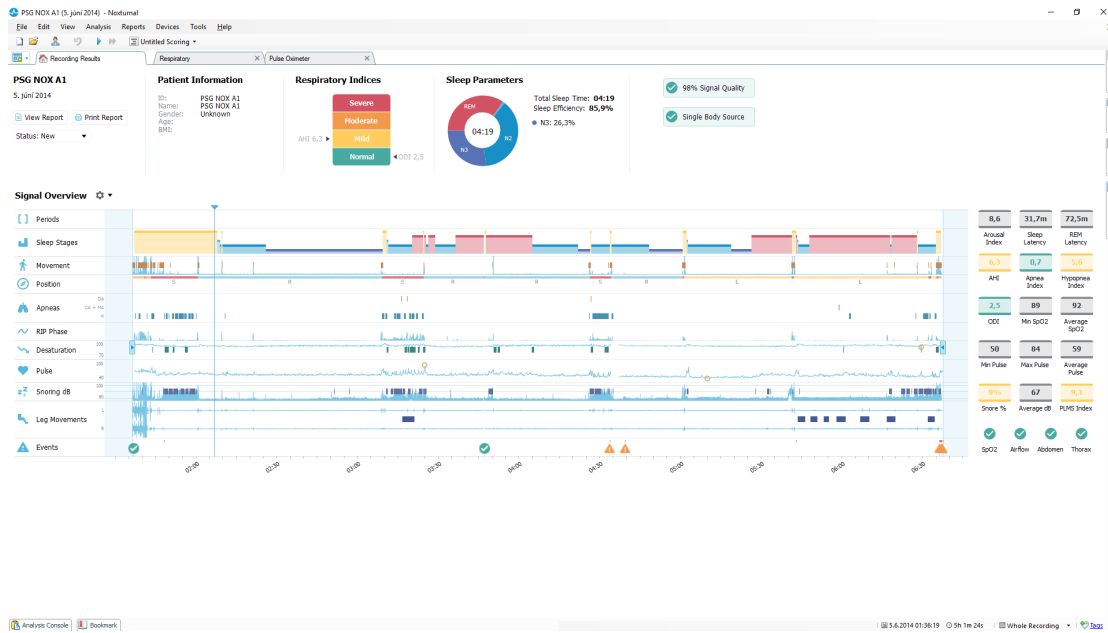 PSG NOX A1 (5. júní 2014) - Noxturnal
File Edit View Analysis Reports Devices Tools Help
Untitled Scoring
Recording Results
Respiratory
Pulse Oximeter
PSG NOX A1
5. júní 2014
View Report Print Report
Status: New
Patient Information
ID: PSG NOX A1
Name: PSG NOX A1
Gender: Unknown
Age:
BMI:
Respiratory Indices
Severe
Moderate
AHI 6,3 Mild
Normal ODI 2,5
Sleep Parameters
REM
N2
N3
04:19
Total Sleep Time: 04:19
Sleep Efficiency: 85,9%
N3: 26,3%
98% Signal Quality
Single Body Source
Signal Overview
Periods
Sleep Stages
Movement
Position
S R S R R S R L L
Apneas
RIP Phase
Desaturation
100
70
Pulse
Snoring dB
Leg Movements
L
R
Events
02:00 02:30 03:00 03:30 04:00 04:30 05:00 05:30 06:00 06:30
8,6 31,7m 72,5m
Arousal Index Sleep Latency REM Latency
6,3 0,7 5,6
AHI Apnea Index Hypopnea Index
2,5 89 92
ODI Min SpO2 Average SpO2
50 84 59
Min Pulse Max Pulse Average Pulse
9% 67 8,3
Snore % Average dB PLMS Index
SpO2 Airflow Abdomen Thorax
Analysis Console Bookmark
5.6.2014 01:36:19 5h 1m 24s Whole Recording Tags